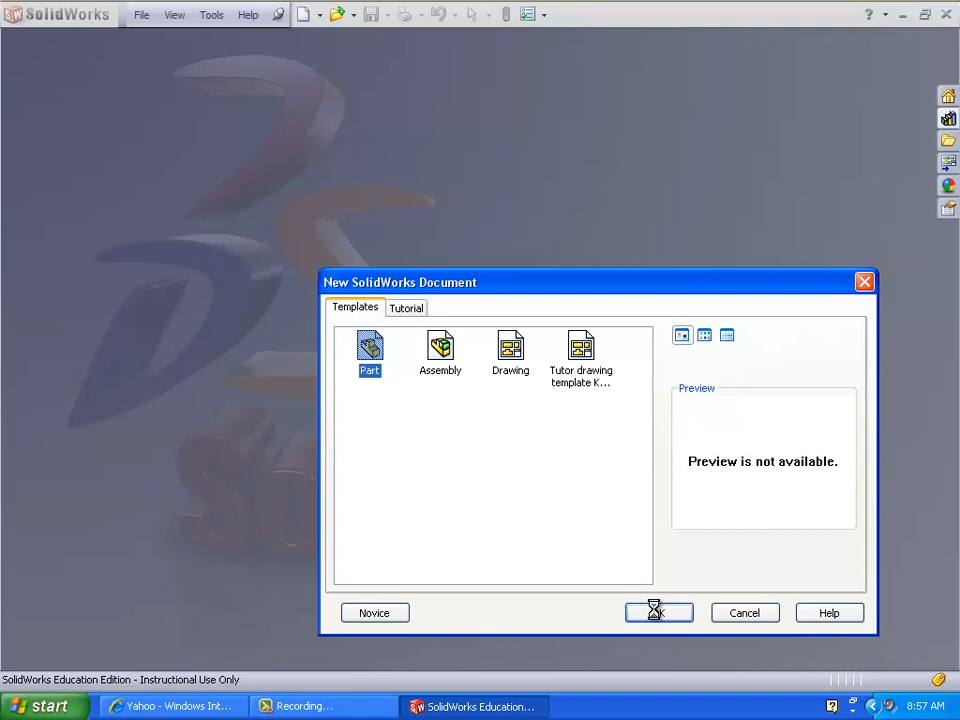 SolidWorks File View Tools Help
New SolidWorks Document
Templates Tutorial
Part Assembly Drawing Tutor drawing
template K...
Preview
Preview is not available.
Novice Cancel Help
SolidWorks Education Edition - Instructional Use Only
start Yahoo - Windows Int... Recording... SolidWorks Education... 8:57 AM